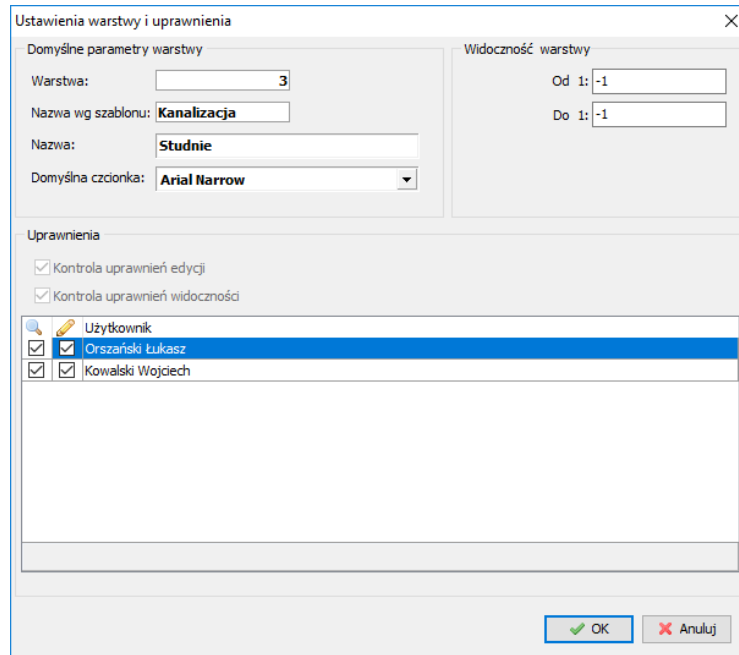 Ustawienia warstwy i uprawnienia
Domyślne parametry warstwy
Warstwa: 3
Nazwa wg szablonu: Kanalizacja
Nazwa: Studnie
Domyślna czcionka: Arial Narrow
Widoczność warstwy
Od 1: -1
Do 1: -1
Uprawnienia
Kontrola uprawnień edycji
Kontrola uprawnień widoczności
Użytkownik
Orszański Łukasz
Kowalski Wojciech
OK Anuluj